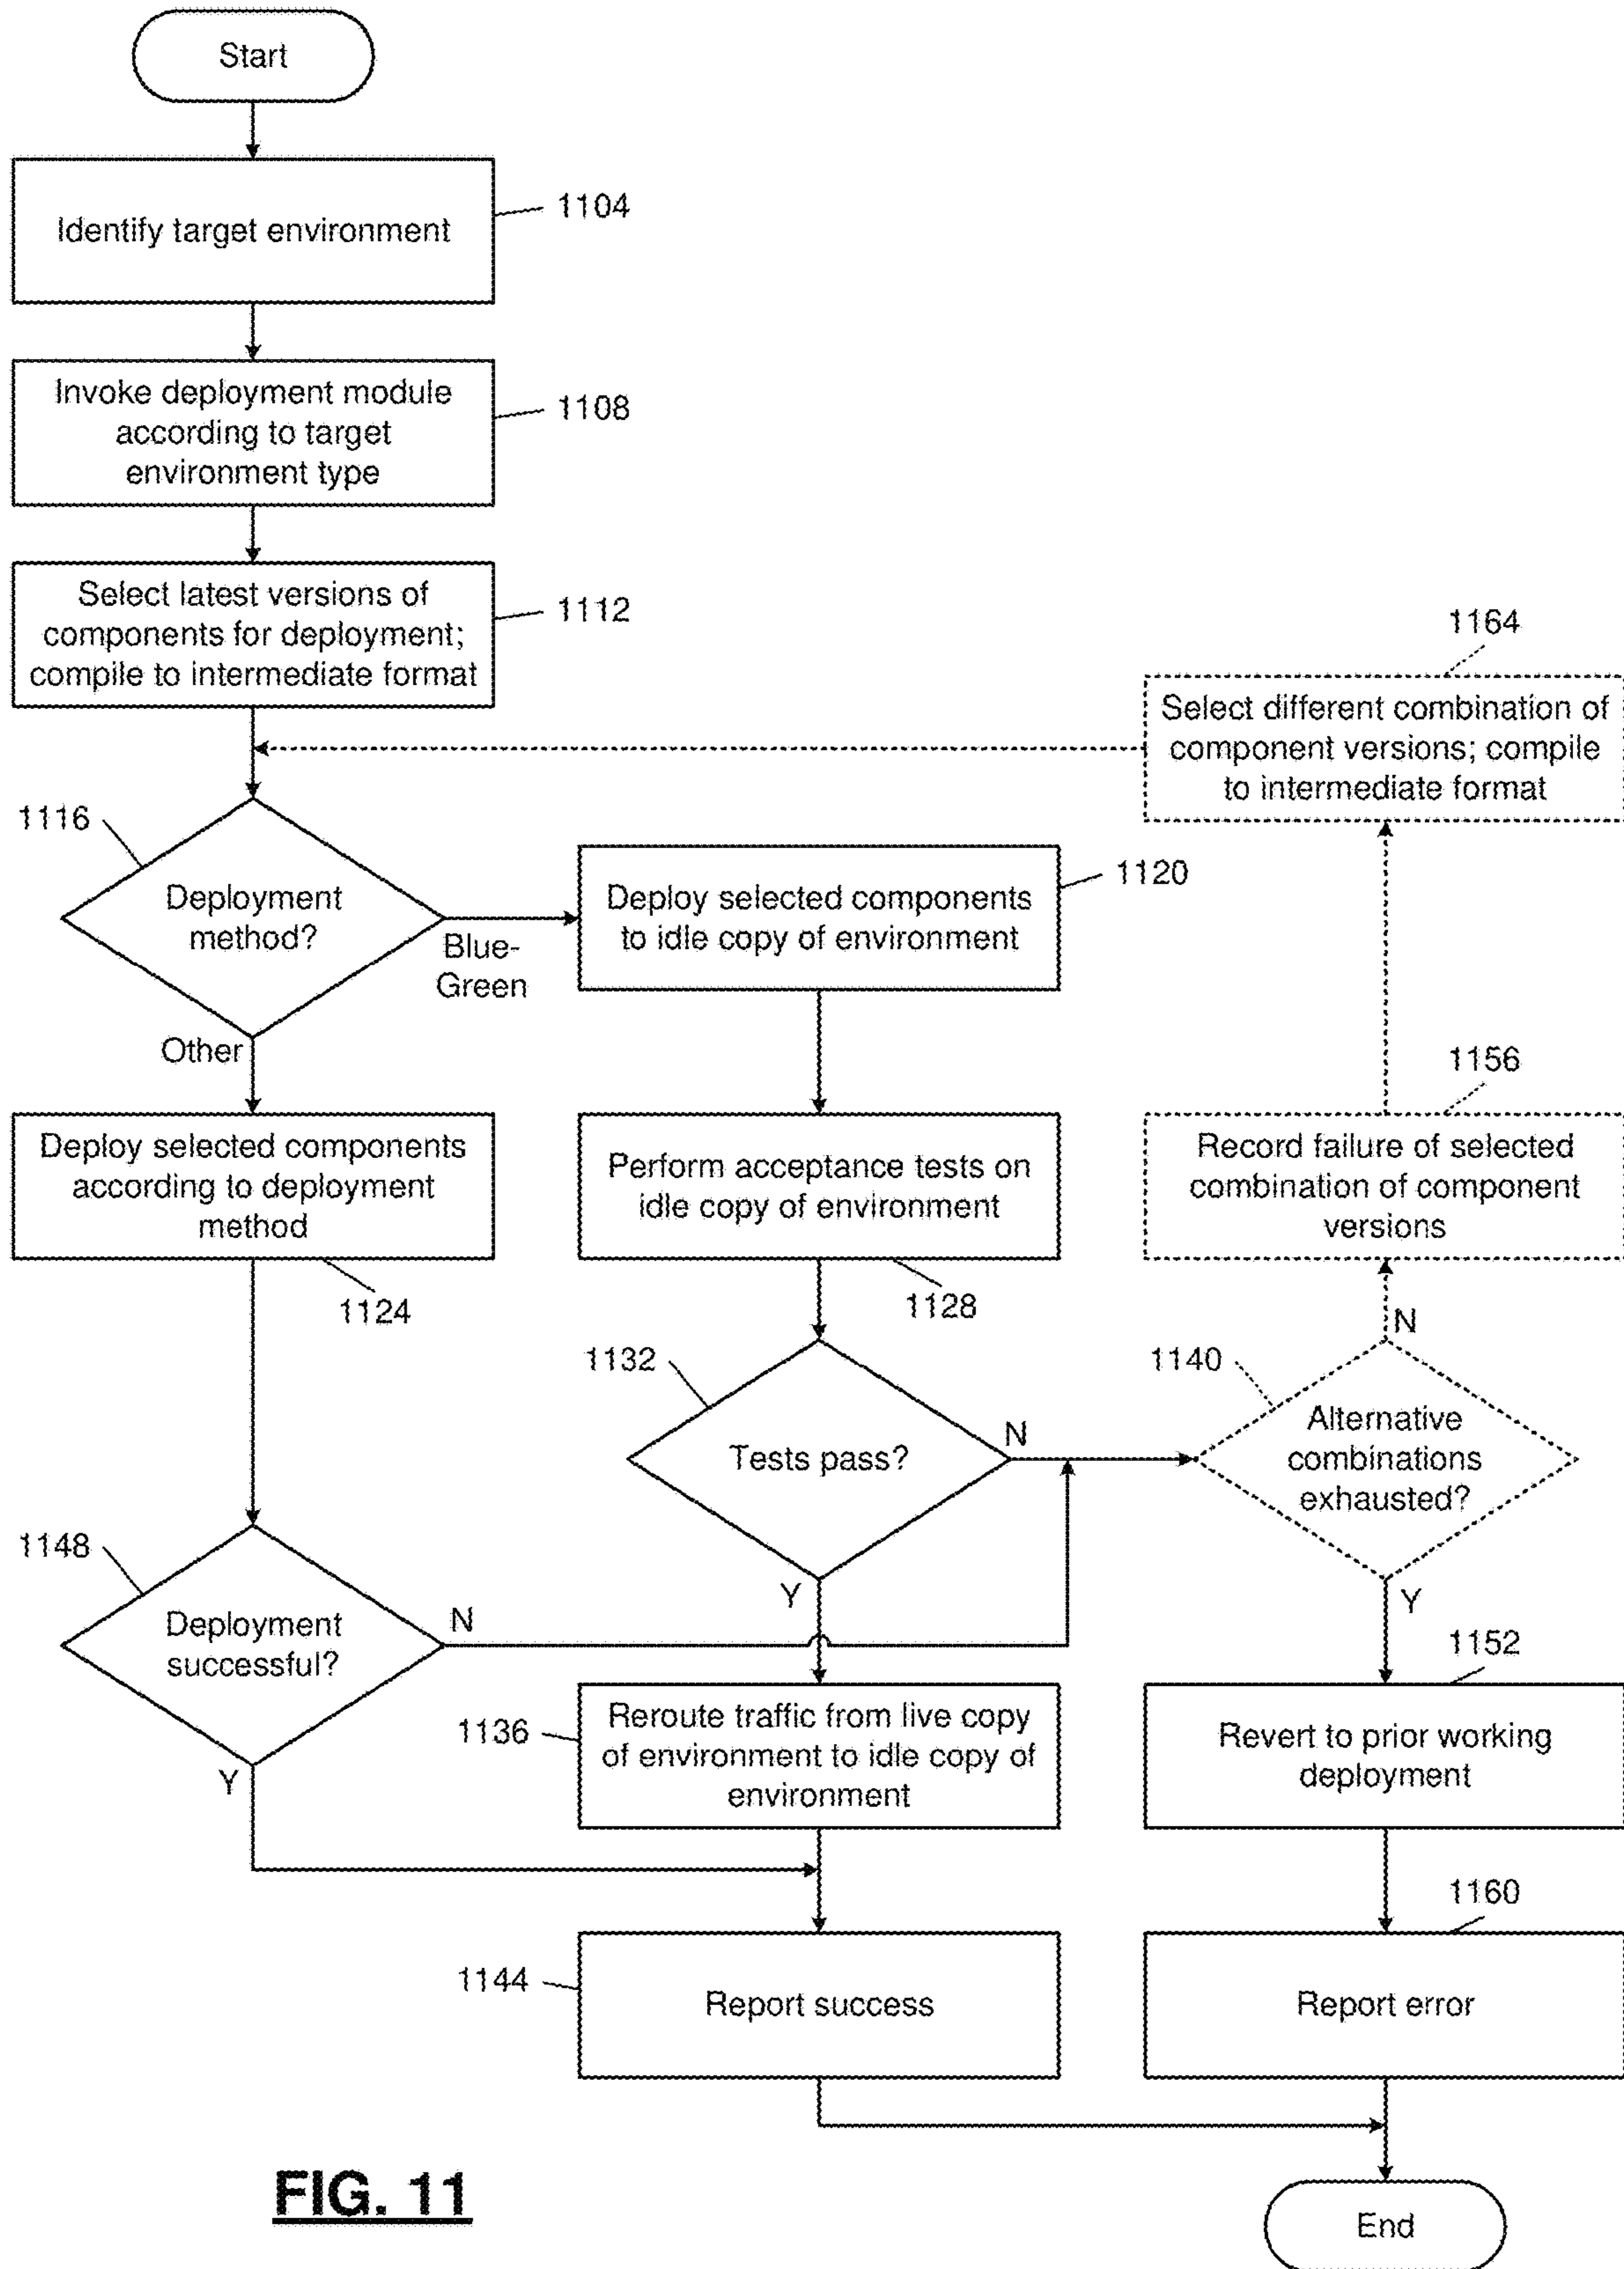 Start
Identify target environment
1104
Invoke deployment module
according to target
environment type
1108
Select latest versions of
components for deployment;
compile to intermediate format
1112
1164
Select different combination of
component versions; compile
to intermediate format
1116
Deployment
method?
Blue-
Green
Other
Deploy selected components
to idle copy of environment
1120
1156
Record failure of selected
combination of component
versions
Deploy selected components
according to deployment
method
1124
Perform acceptance tests on
idle copy of environment
1128
1132
Tests pass?
N
Y
1140
Alternative
combinations
exhausted?
N
Y
1148
Deployment
successful?
N
Y
1136
Reroute traffic from live copy
of environment to idle copy of
environment
1152
Revert to prior working
deployment
1144
Report success
1160
Report error
FIG. 11
End